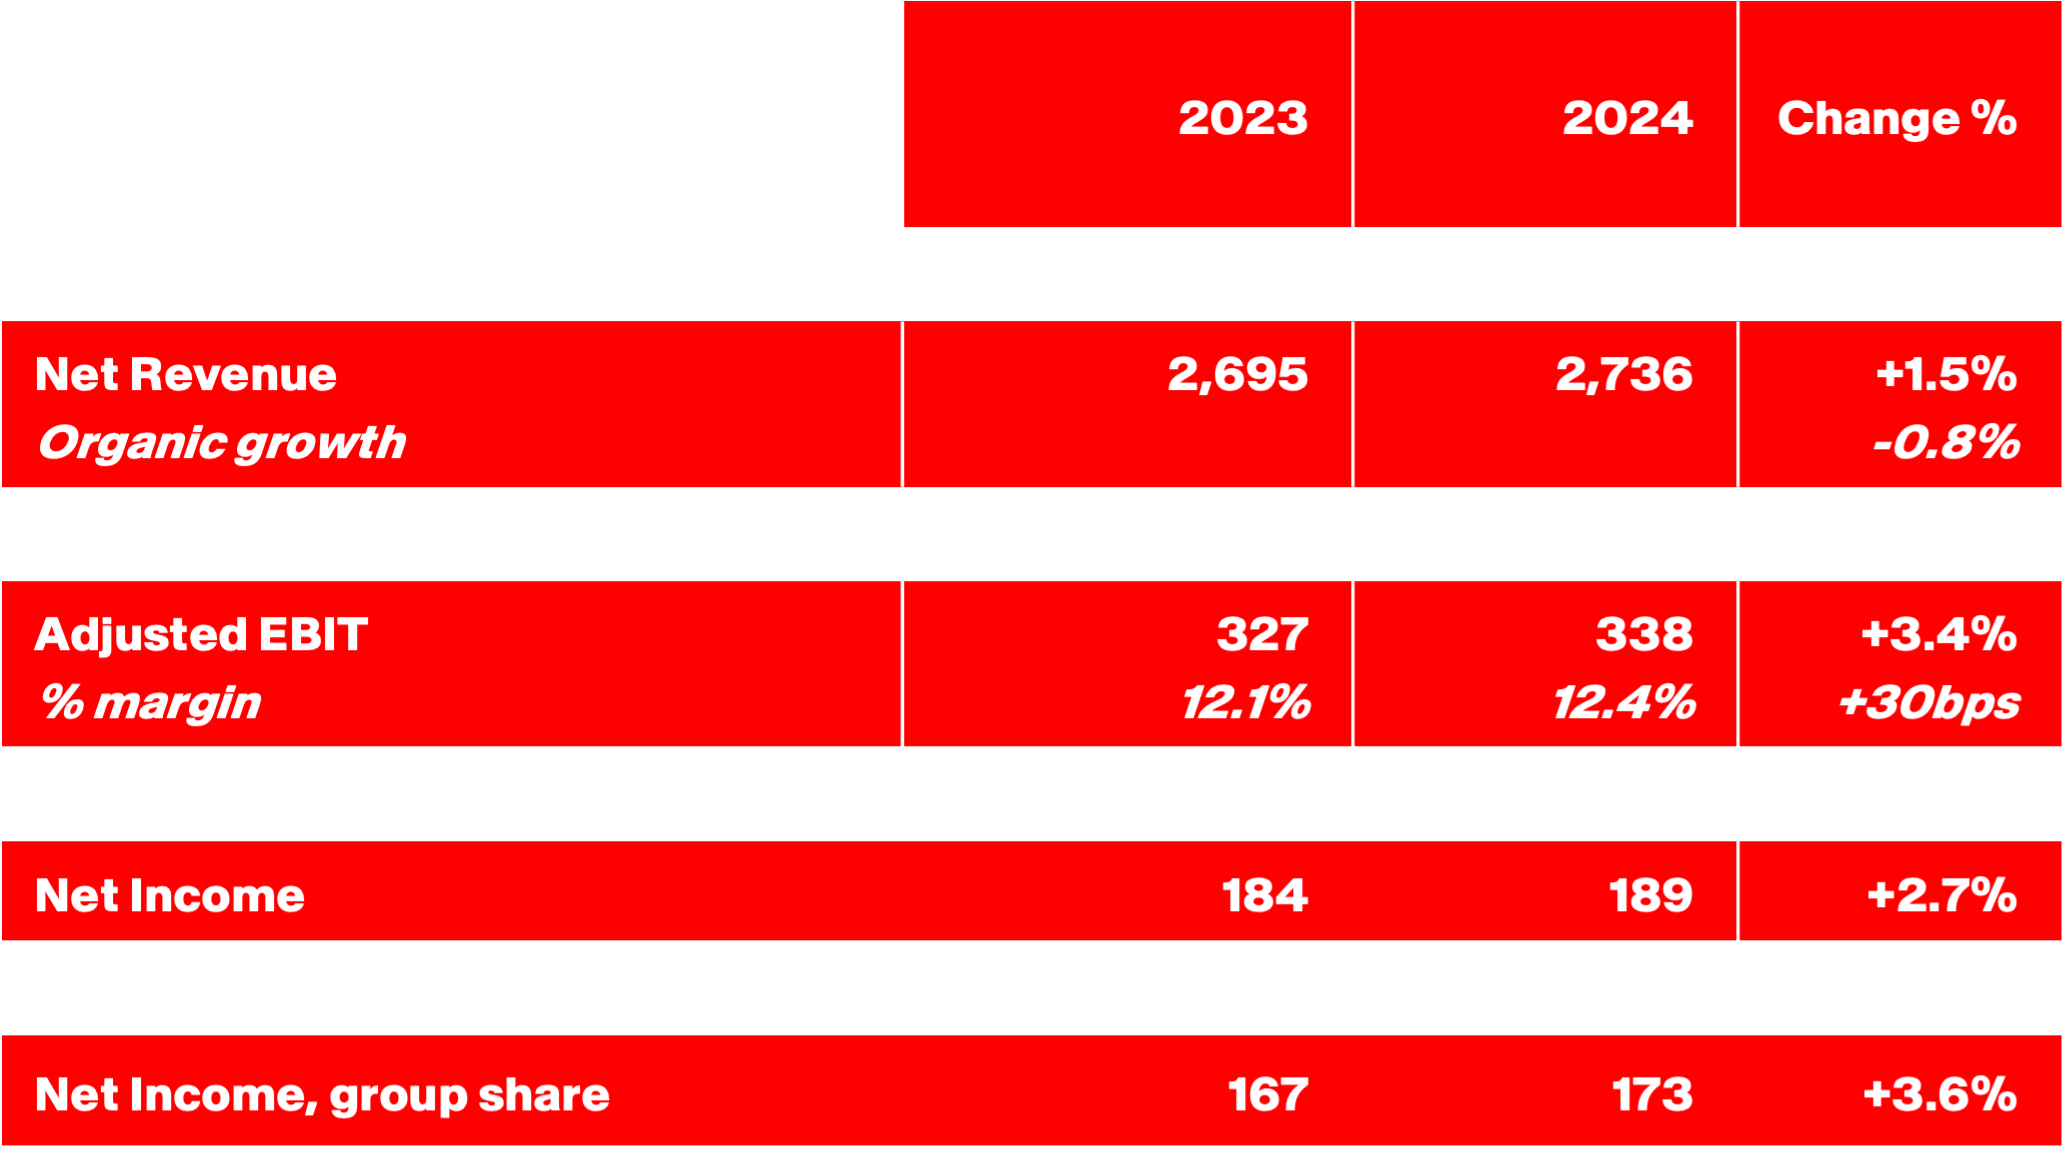 2023 2024 Change %
Net Revenue 2,695 2,736 +1.5%
Organic growth -0.8%
Adjusted EBIT 327 338 +3.4%
% margin 12.1% 12.4% +30bps
Net Income 184 189 +2.7%
Net Income, group share 167 173 +3.6%